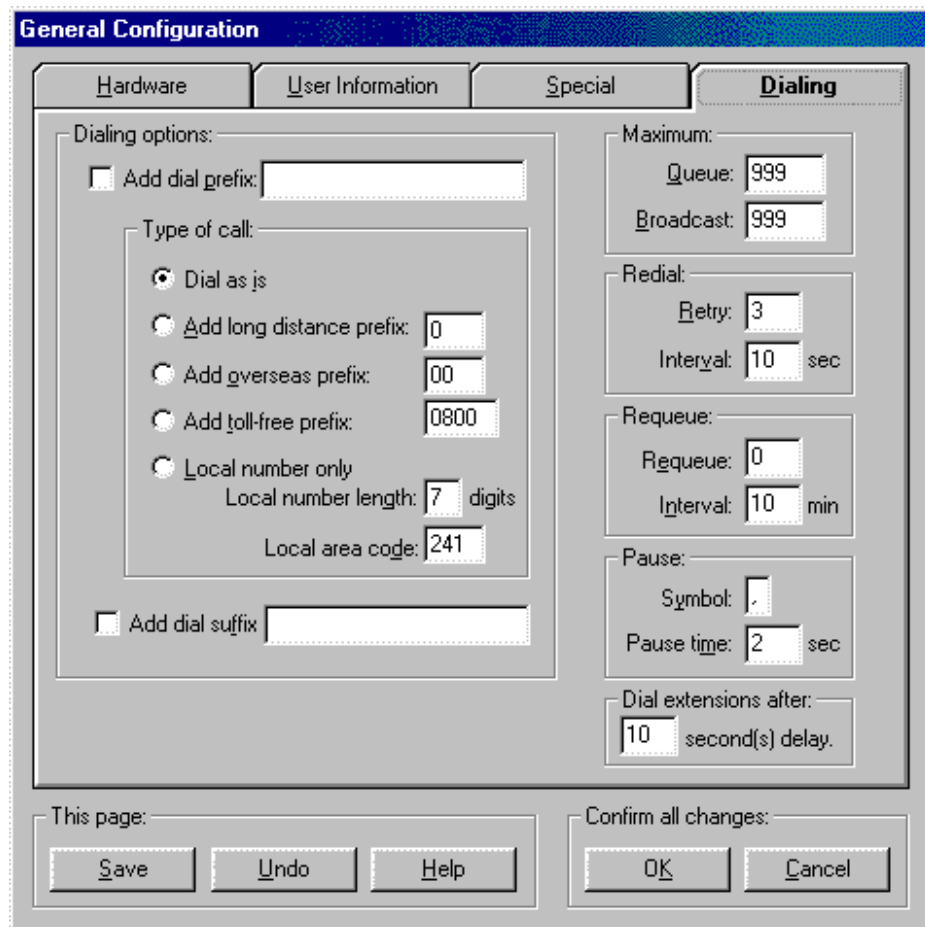 General Configuration
Hardware
User Information
Special
Dialing
Dialing options:
Add dial prefix:
Type of call:
Dial as is
Add long distance prefix: 0
Add overseas prefix: 00
Add toll-free prefix: 0800
Local number only
Local number length: 7 digits
Local area code: 241
Add dial suffix
Maximum:
Queue: 999
Broadcast: 999
Redial:
Retry: 3
Interval: 10 sec
Requeue:
Requeue: 0
Interval: 10 min
Pause:
Symbol: ,
Pause time: 2 sec
Dial extensions after:
10 second(s) delay.
This page:
Save
Undo
Help
Confirm all changes:
OK
Cancel